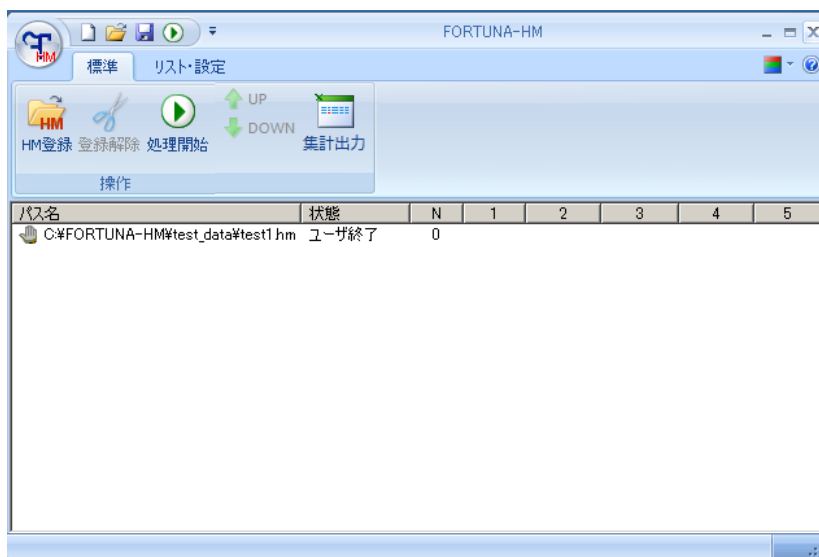 FORTUNA-HM
HM
標準 リスト・設定
HM
HM登録 登録解除 処理開始 UP DOWN 集計出力
操作
パス名 状態 N 1 2 3 4 5
C:¥FORTUNA-HM¥test_data¥test1.hm ユーザ終了 0